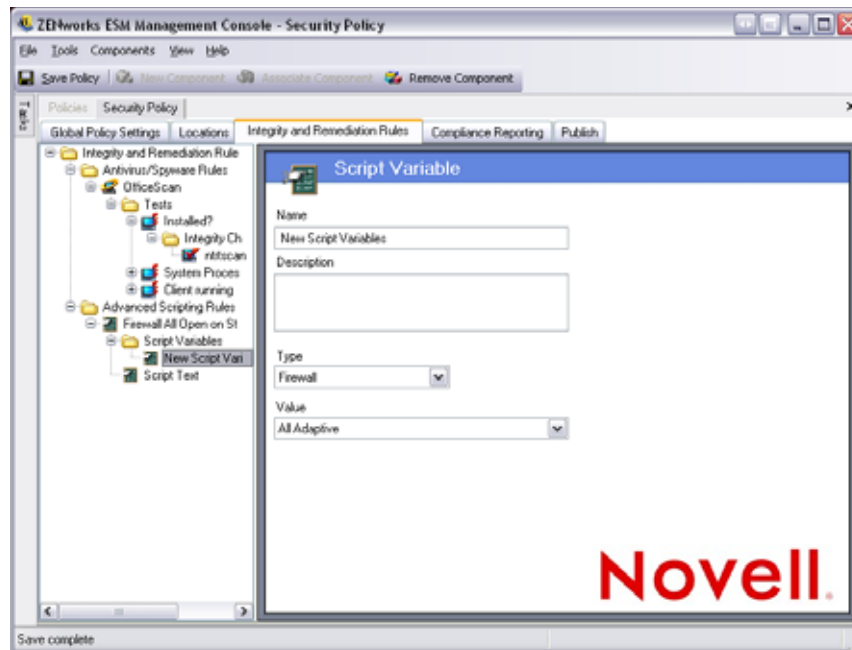 ZENworks ESM Management Console - Security Policy
File Tools Components View Help
Save Policy New Component Associate Component Remove Component
Policies Security Policy
Global Policy Settings Locations Integrity and Remediation Rules Compliance Reporting Publish
Integrity and Remediation Rule
Antivirus/Spyware Rules
OfficeScan
Tests
Installed?
Integrity Ch
ntrtscan
System Proces
Client running
Advanced Scripting Rules
Firewall All Open on St
Script Variables
New Script Vari
Script Text
Script Variable
Name
New Script Variables
Description
Type
Firewall
Value
All Adaptive
Novell.
Save complete